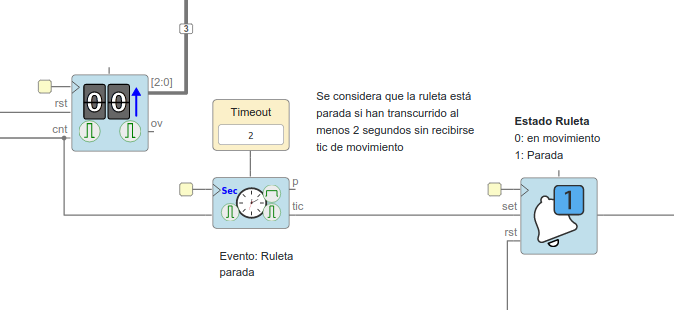 3
[2:0]
00
rst
cnt
ov
Timeout
2
Se considera que la ruleta está
parada si han transcurrido al
menos 2 segundos sin recibirse
tic de movimiento
Estado Ruleta
0: en movimiento
1: Parada
Sec
p
tic
1
set
rst
Evento: Ruleta
parada